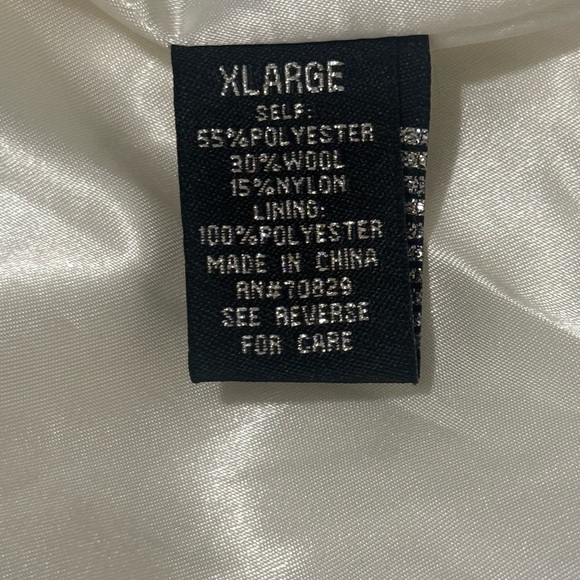 XLARGE
SELF:
55%POLYESTER
30%WOOL
15%NYLON
LINING:
100%POLYESTER
MADE IN CHINA
RN#70829
SEE REVERSE
FOR CARE